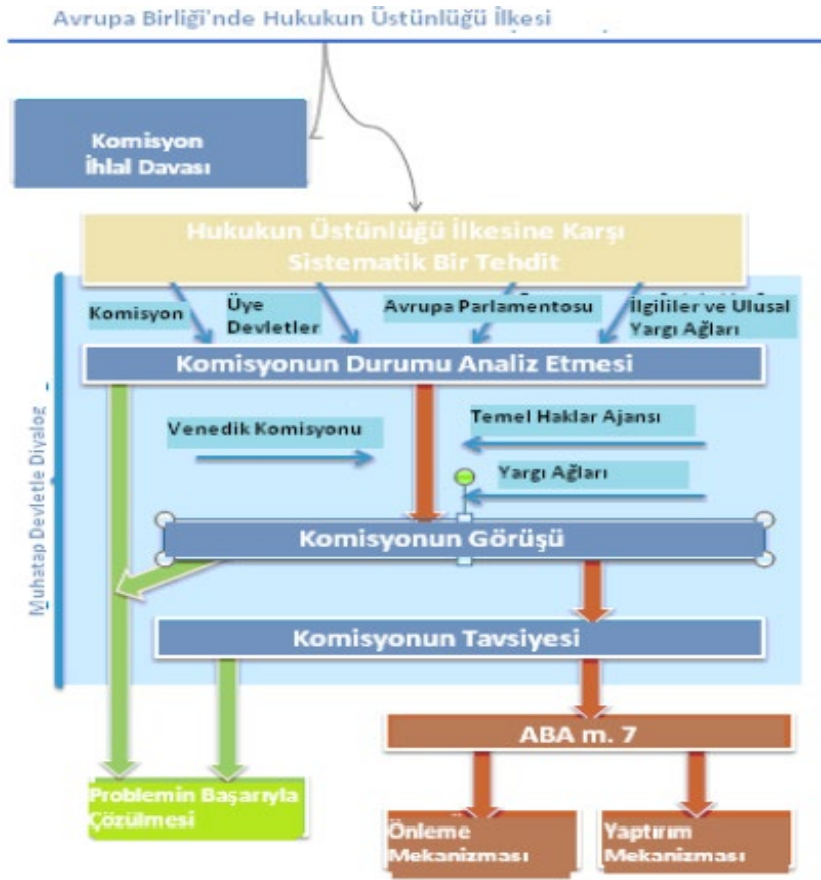 Avrupa Birliği'nde Hukukun Üstünlüğü İlkesi
Komisyon
İhlal Davası
Hukukun Üstünlüğü İlkesine Karşı
Sistematik Bir Tehdit
Komisyon
Üye
Devletler
Avrupa Parlamentosu
İlgililer ve Ulusal
Yargı Ağları
Komisyonun Durumu Analiz Etmesi
Muhatap Devletle Diyalog
Venedik Komisyonu
Temel Haklar Ajansı
Yargı Ağları
Komisyonun Görüşü
Komisyonun Tavsiyesi
ABA m. 7
Problemin Başarıyla
Çözülmesi
Önleme
Mekanizması
Yaptırım
Mekanizması